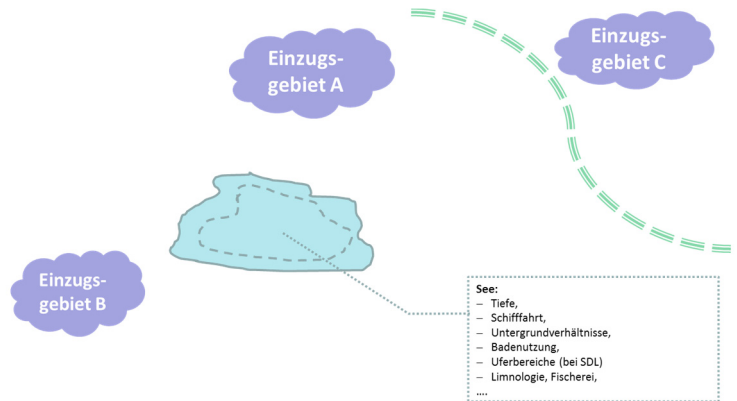 Einzugs-
gebiet A
Einzugs-
gebiet C
Einzugs-
gebiet B
See:
– Tiefe,
– Schifffahrt,
– Untergrundverhältnisse,
– Badenutzung,
– Uferbereiche (bei SDL)
– Limnologie, Fischerei,
....